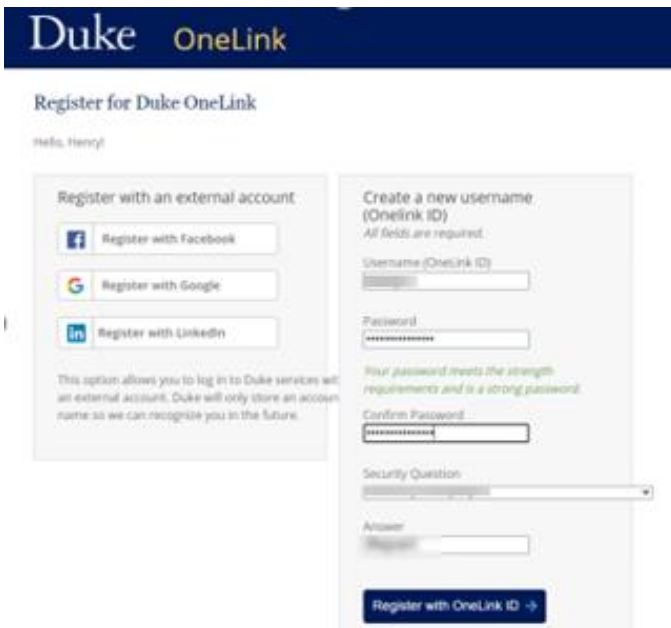 Duke OneLink
Register for Duke OneLink
Hello, Henry!
Register with an external account
Register with Facebook
Register with Google
Register with LinkedIn
This option allows you to log in to Duke services wit
an external account. Duke will only store an accoun
name so we can recognize you in the future.
Create a new username
(Onelink ID)
All fields are required.
Username (OneLink ID)
Password
Your password meets the strength
requirements and is a strong password.
Confirm Password
Security Question
Answer
Register with OneLink ID →